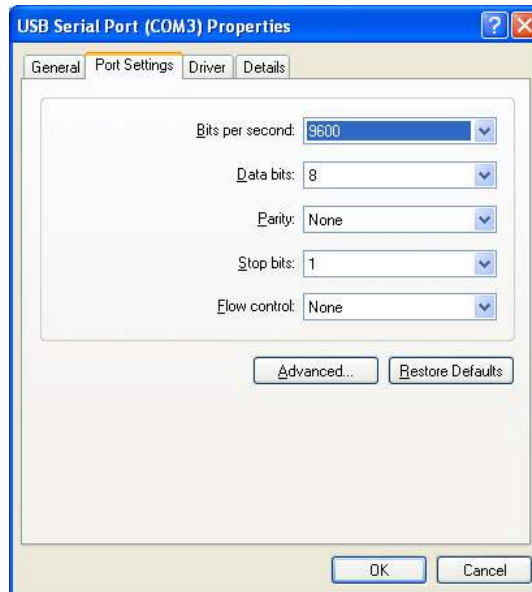 USB Serial Port (COM3) Properties
General Port Settings Driver Details
Bits per second: 9600
Data bits: 8
Parity: None
Stop bits: 1
Flow control: None
Advanced... Restore Defaults
OK Cancel